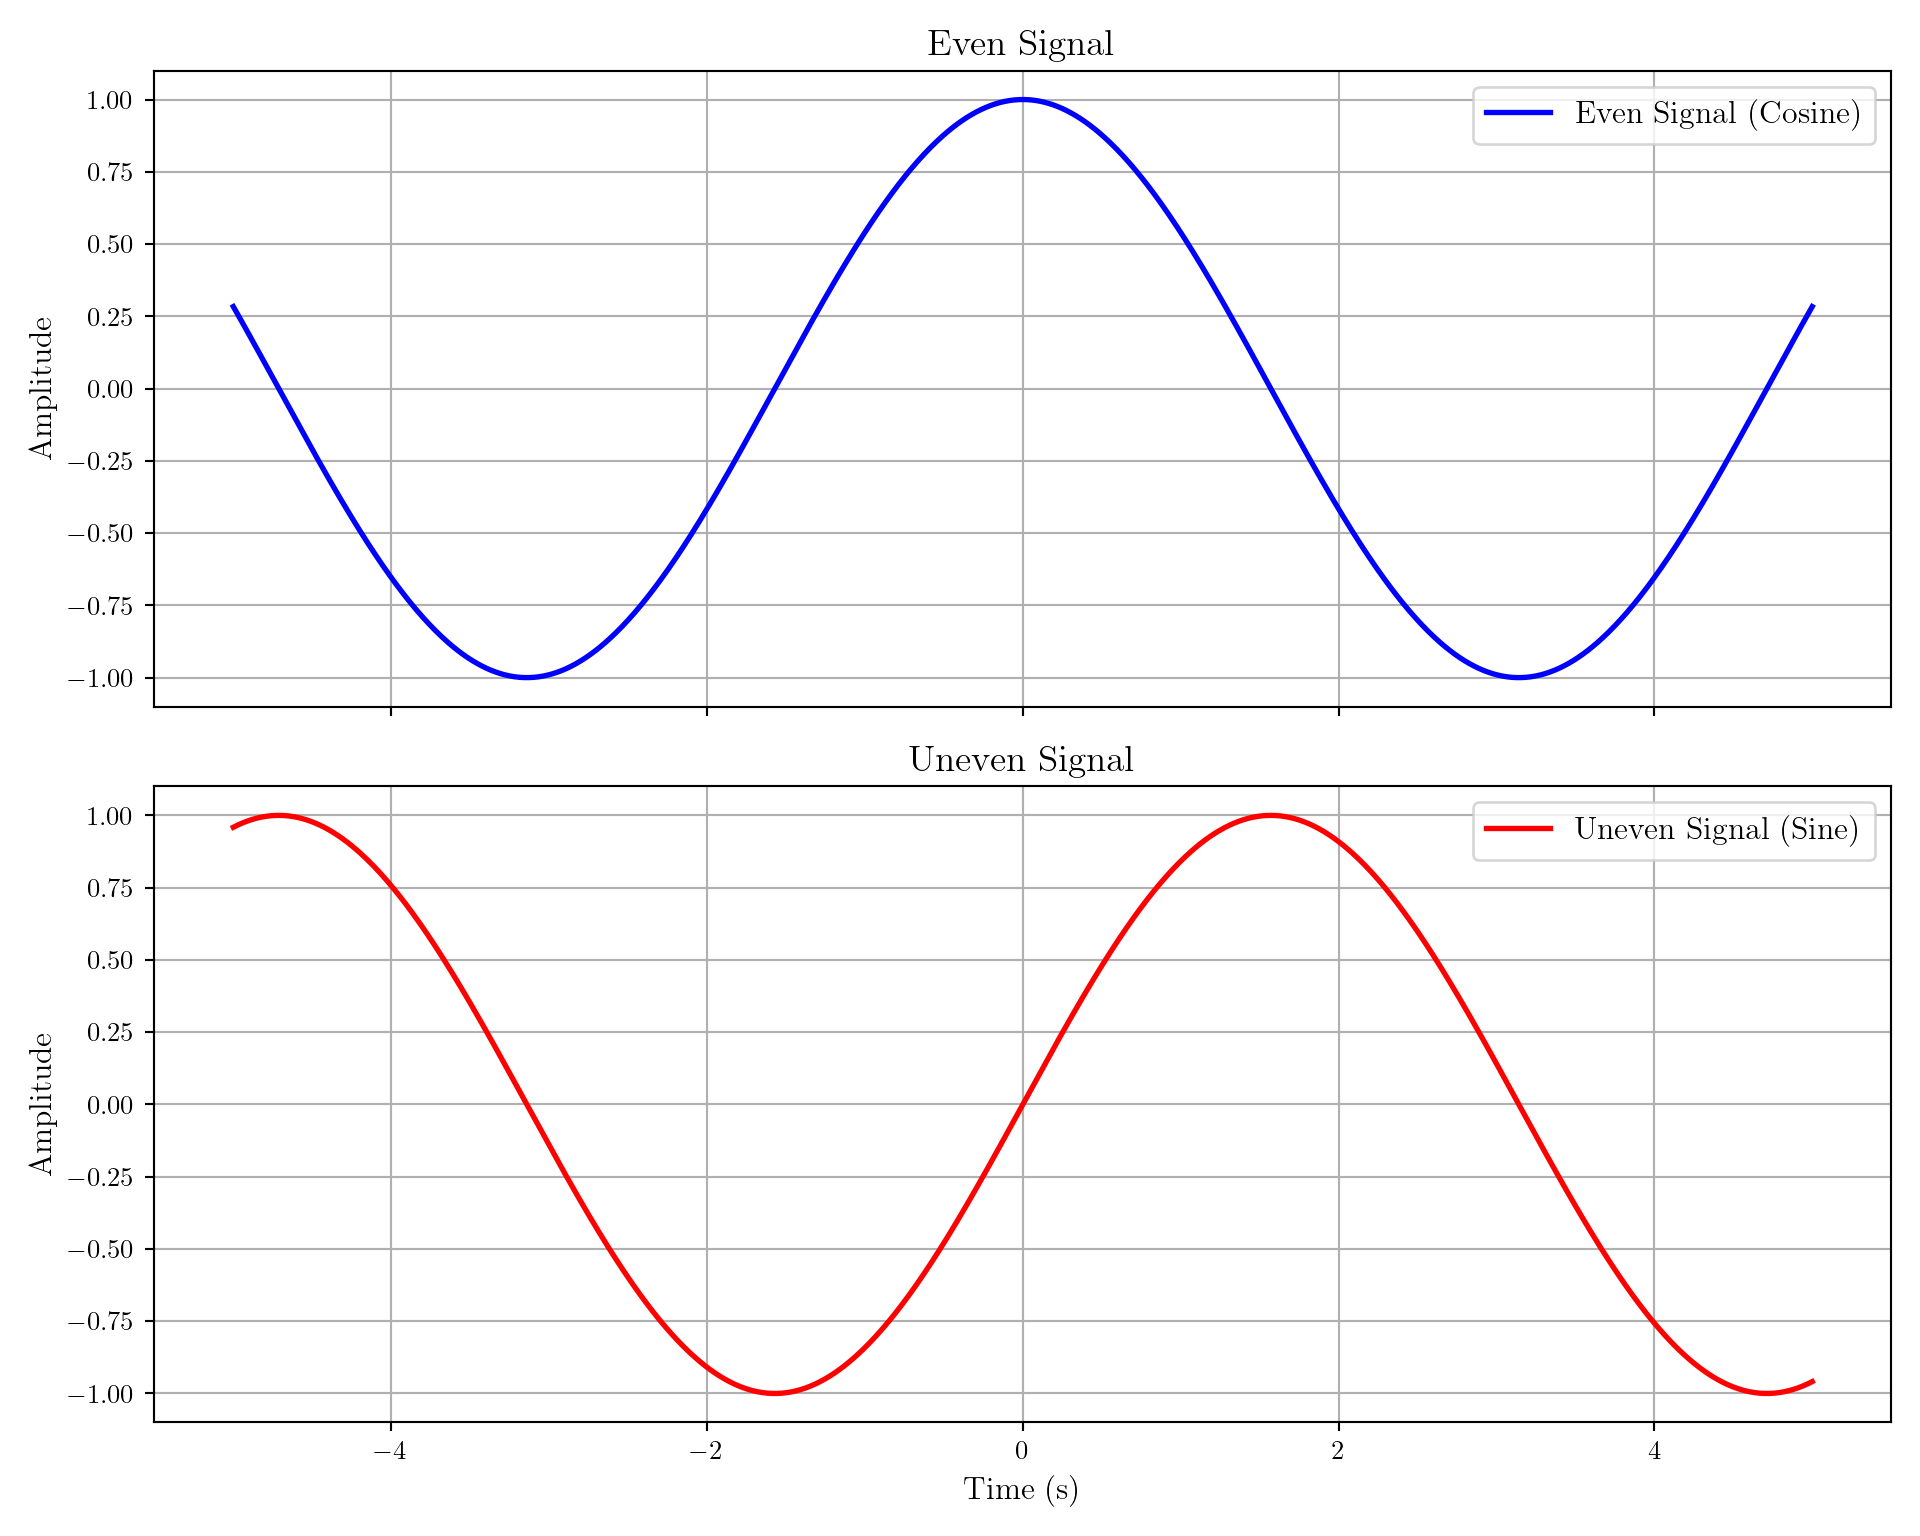 Even Signal
Even Signal (Cosine)
Amplitude
1.00
0.75
0.50
0.25
0.00
−0.25
−0.50
−0.75
−1.00
Uneven Signal
Uneven Signal (Sine)
Amplitude
1.00
0.75
0.50
0.25
0.00
−0.25
−0.50
−0.75
−1.00
−4 −2 0 2 4
Time (s)